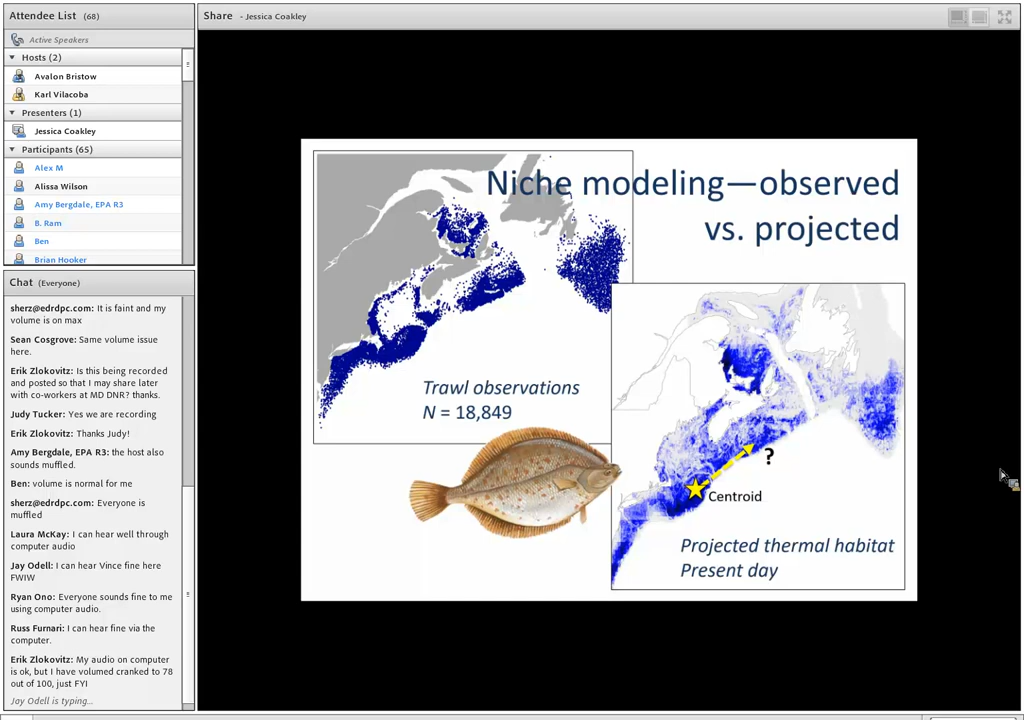 Attendee List (68)
Active Speakers
Hosts (2)
Avalon Bristow
Karl Vilacoba
Presenters (1)
Jessica Coakley
Participants (65)
Alex M
Alissa Wilson
Amy Bergdale, EPA R3
B. Ram
Ben
Brian Hooker
Chat (Everyone)
sherz@edrdpc.com: It is faint and my
volume is on max
Sean Cosgrove: Same volume issue
here.
Erik Zlokovitz: Is this being recorded
and posted so that I may share later
with co-workers at MD DNR? thanks.
Judy Tucker: Yes we are recording
Erik Zlokovitz: Thanks Judy!
Amy Bergdale, EPA R3: the host also
sounds muffled.
Ben: volume is normal for me
sherz@edrdpc.com: Everyone is
muffled
Laura McKay: I can hear well through
computer audio
Jay Odell: I can hear Vince fine here
FWIW
Ryan Ono: Everyone sounds fine to me
using computer audio.
Russ Furnari: I can hear fine via the
computer.
Erik Zlokovitz: My audio on computer
is ok, but I have volumed cranked to 78
out of 100, just FYI
Jay Odell is typing...
Share - Jessica Coakley
Niche modeling—observed
vs. projected
Trawl observations
N = 18,849
?
Centroid
Projected thermal habitat
Present day